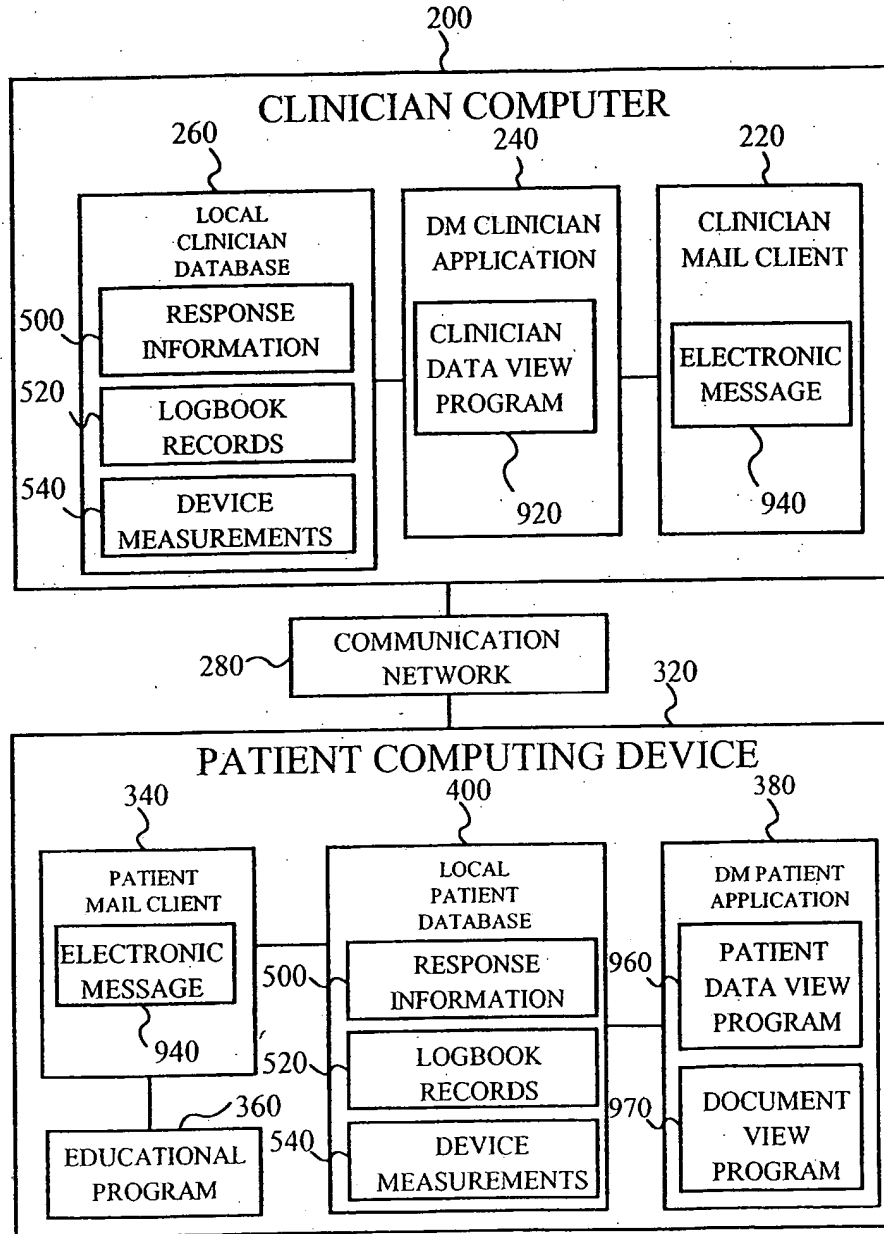 200
CLINICIAN COMPUTER
260
240
220
LOCAL
CLINICIAN
DATABASE
DM CLINICIAN
APPLICATION
CLINICIAN
MAIL CLIENT
500
RESPONSE
INFORMATION
CLINICIAN
DATA VIEW
PROGRAM
ELECTRONIC
MESSAGE
520
LOGBOOK
RECORDS
540
DEVICE
MEASUREMENTS
920
940
280
COMMUNICATION
NETWORK
320
PATIENT COMPUTING DEVICE
340
400
380
PATIENT
MAIL CLIENT
LOCAL
PATIENT
DATABASE
DM PATIENT
APPLICATION
ELECTRONIC
MESSAGE
940
500
RESPONSE
INFORMATION
960
PATIENT
DATA VIEW
PROGRAM
520
LOGBOOK
RECORDS
360
EDUCATIONAL
PROGRAM
540
DEVICE
MEASUREMENTS
970
DOCUMENT
VIEW
PROGRAM